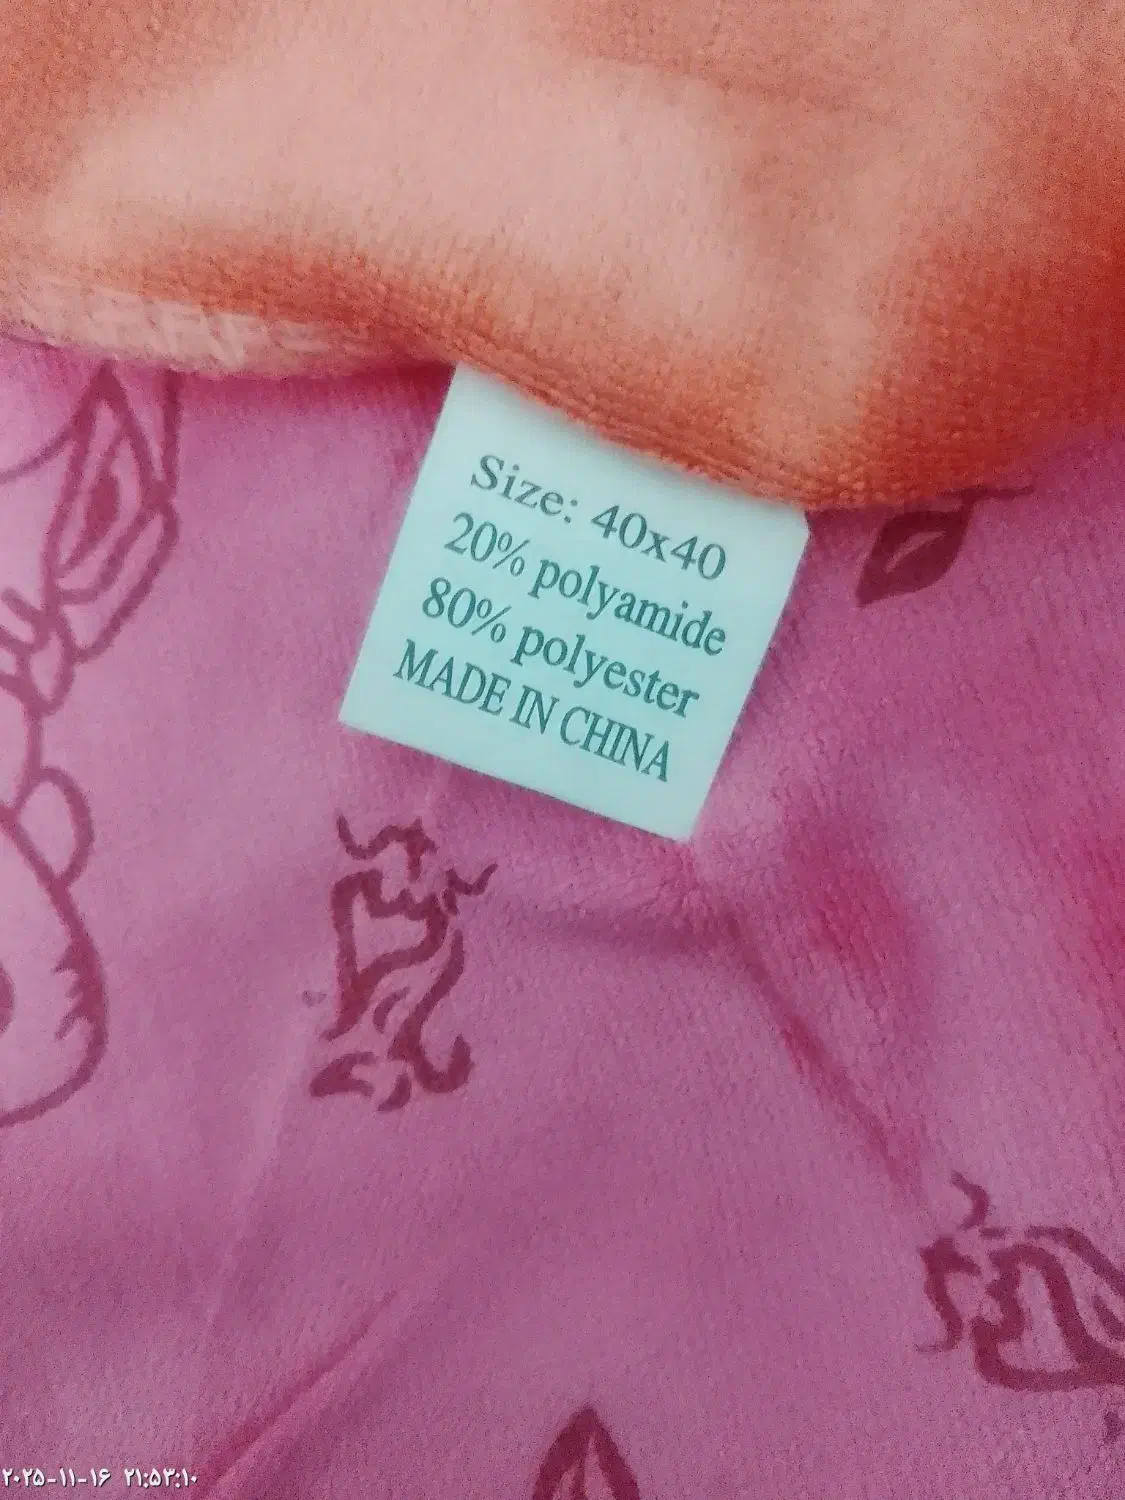 Size: 40x40
20% polyamide
80% polyester
MADE IN CHINA
۲۰۲۵-۱۱-۱۶ ۲۱:۵۳:۱۰